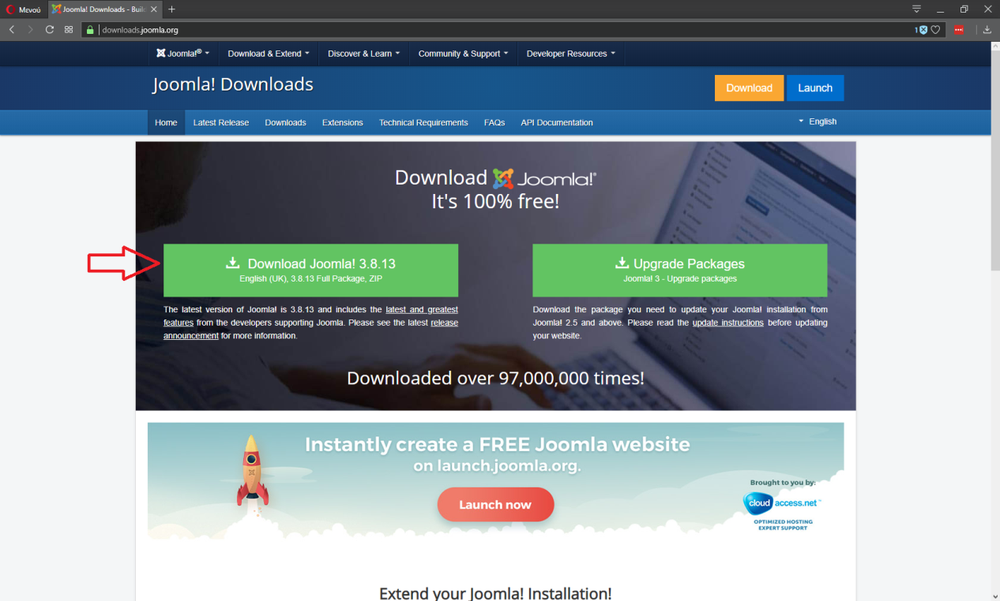 Μενού
Joomla! Downloads - Build
downloads.joomla.org
1
Joomla!®
Download & Extend
Discover & Learn
Community & Support
Developer Resources
Joomla! Downloads
Download
Launch
Home
Latest Release
Downloads
Extensions
Technical Requirements
FAQs
API Documentation
English
Download Joomla!®
It's 100% free!
Download Joomla! 3.8.13
English (UK), 3.8.13 Full Package, ZIP
The latest version of Joomla! is 3.8.13 and includes the latest and greatest
features from the developers supporting Joomla. Please see the latest release
announcement for more information.
Upgrade Packages
Joomla! 3 - Upgrade packages
Download the package you need to update your Joomla! installation from
Joomla! 2.5 and above. Please read the update instructions before updating
your website.
Downloaded over 97,000,000 times!
Instantly create a FREE Joomla website
on launch.joomla.org.
Launch now
Brought to you by:
cloudaccess.net™
OPTIMIZED HOSTING
EXPERT SUPPORT
Extend your Joomla! Installation!